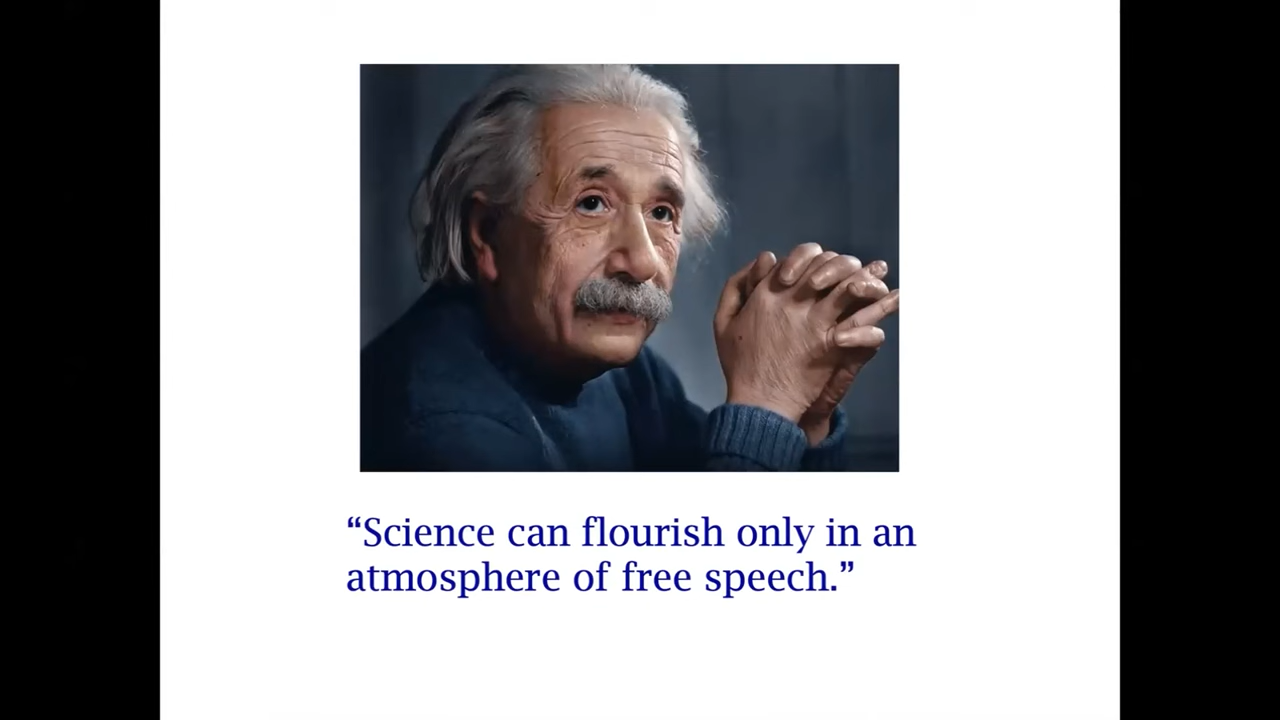 “Science can flourish only in an
atmosphere of free speech.”